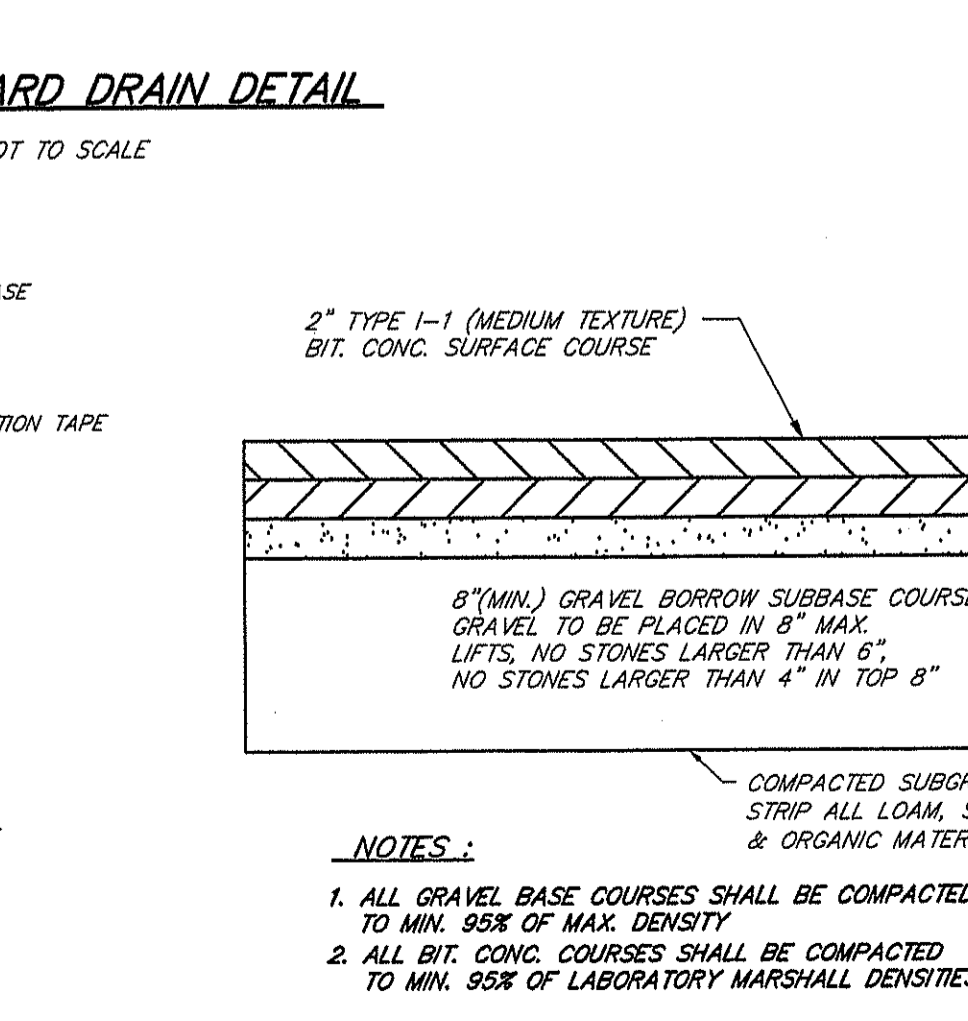 ARD DRAIN DETAIL
OT TO SCALE
ASE
TION TAPE
2" TYPE I-1 (MEDIUM TEXTURE)
BIT. CONC. SURFACE COURSE
8"(MIN.) GRAVEL BORROW SUBBASE COURSE
GRAVEL TO BE PLACED IN 8" MAX.
LIFTS, NO STONES LARGER THAN 6",
NO STONES LARGER THAN 4" IN TOP 8"
COMPACTED SUBGR
STRIP ALL LOAM, S
& ORGANIC MATER
NOTES :
1. ALL GRAVEL BASE COURSES SHALL BE COMPACTED
TO MIN. 95% OF MAX. DENSITY
2. ALL BIT. CONC. COURSES SHALL BE COMPACTED
TO MIN. 95% OF LABORATORY MARSHALL DENSITIES